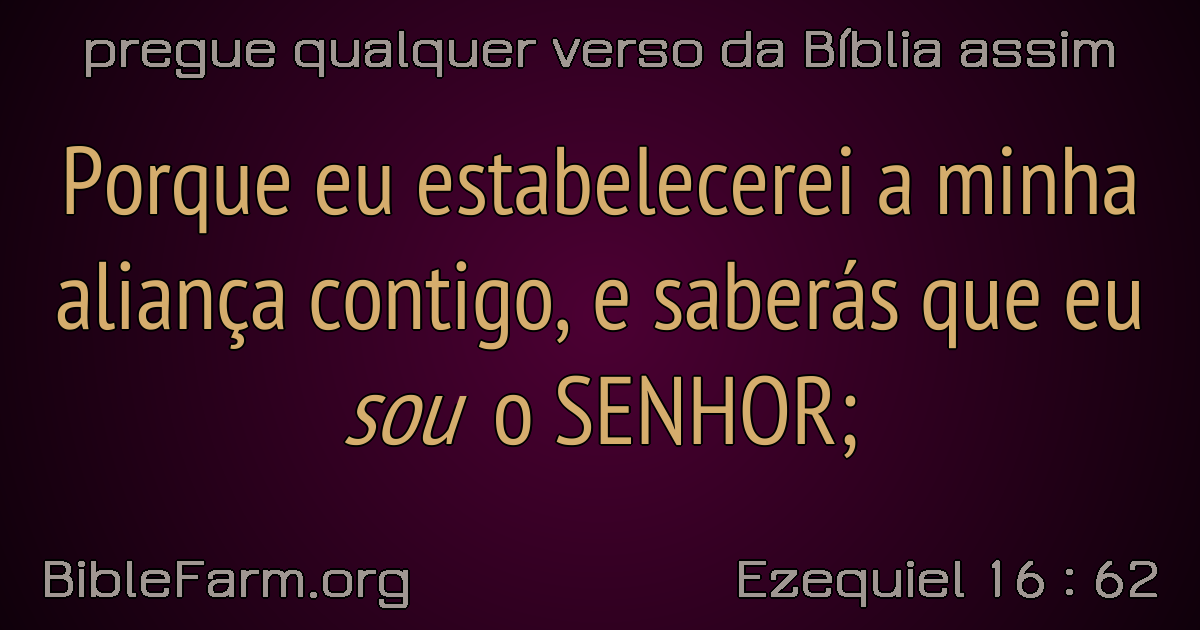 pregue qualquer verso da Bíblia assim
Porque eu estabelecerei a minha
aliança contigo, e saberás que eu
sou o SENHOR;
BibleFarm.org
Ezequiel 16 : 62